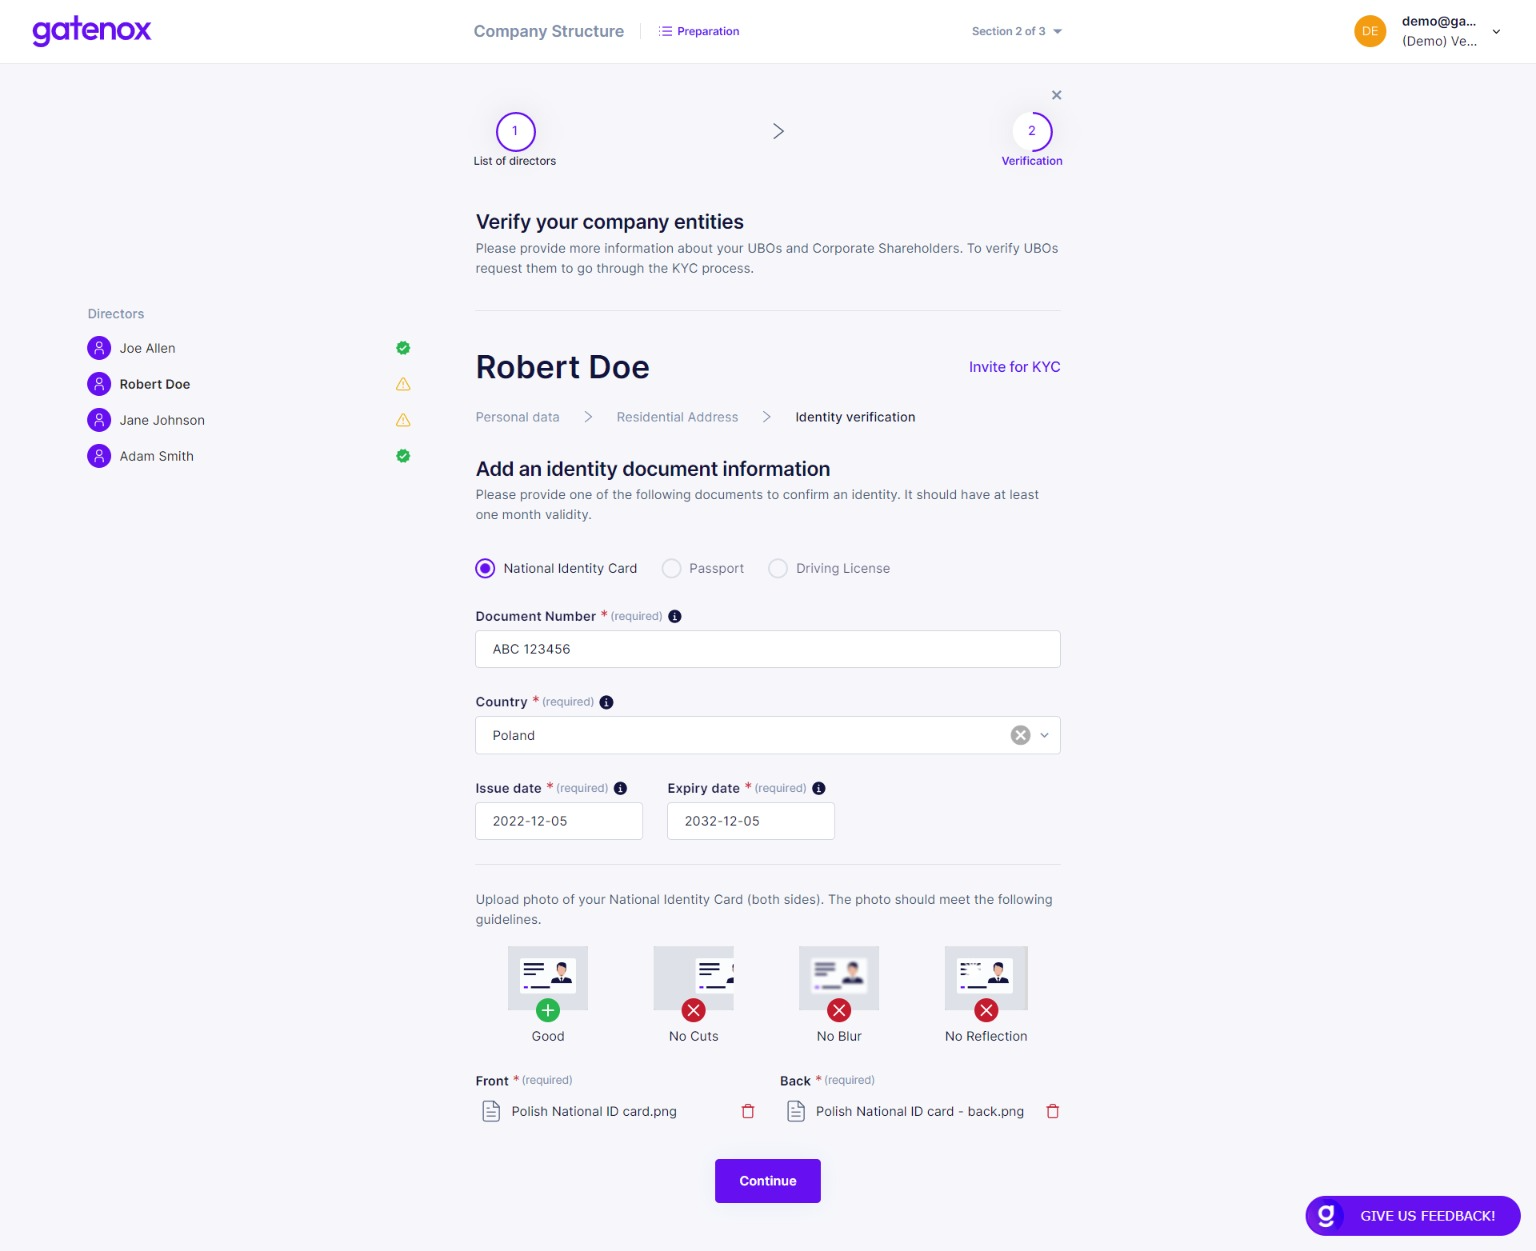 gatenox
Company Structure
Preparation
Section 2 of 3
DE
demo@ga...
(Demo) Ve...
1
List of directors
2
Verification
Verify your company entities
Please provide more information about your UBOs and Corporate Shareholders. To verify UBOs
request them to go through the KYC process.
Directors
Joe Allen
Robert Doe
Jane Johnson
Adam Smith
Robert Doe
Invite for KYC
Personal data
Residential Address
Identity verification
Add an identity document information
Please provide one of the following documents to confirm an identity. It should have at least
one month validity.
National Identity Card
Passport
Driving License
Document Number * (required)
ABC 123456
Country * (required)
Poland
Issue date * (required)
Expiry date * (required)
2022-12-05
2032-12-05
Upload photo of your National Identity Card (both sides). The photo should meet the following
guidelines.
Good
No Cuts
No Blur
No Reflection
Front * (required)
Back * (required)
Polish National ID card.png
Polish National ID card - back.png
Continue
g
GIVE US FEEDBACK!